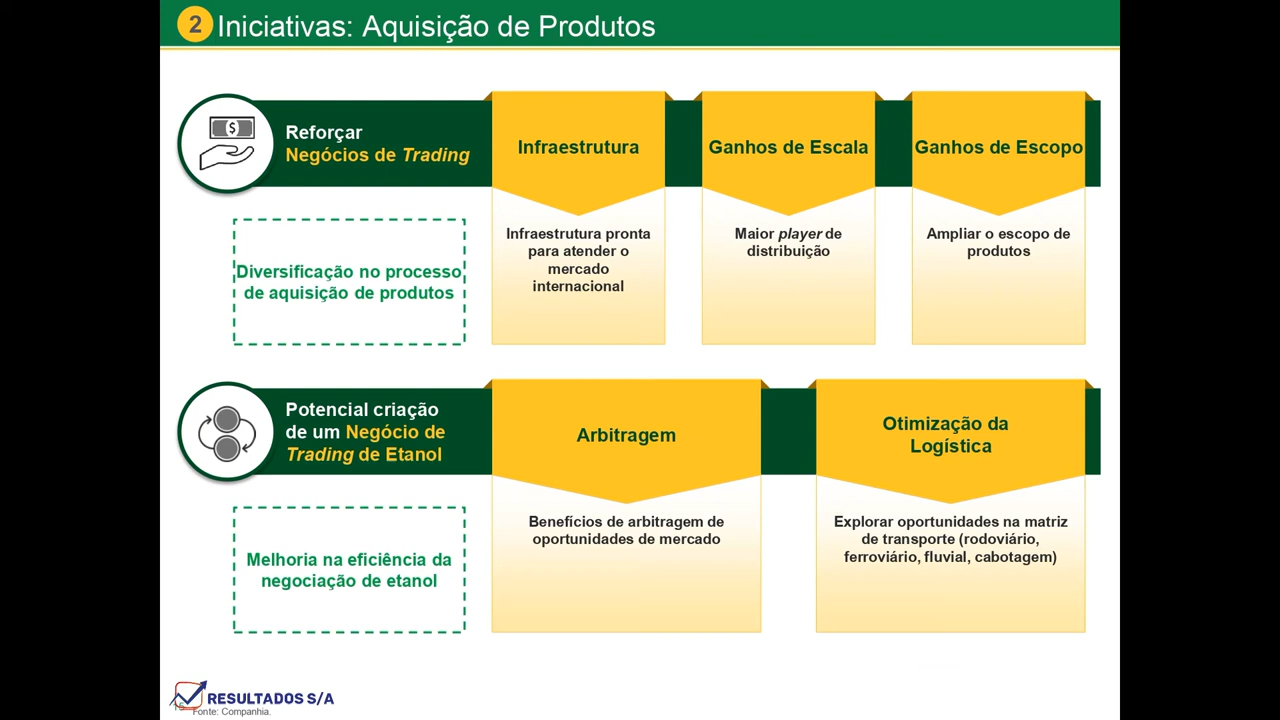 2 Iniciativas: Aquisição de Produtos
Reforçar
Negócios de Trading
Infraestrutura
Ganhos de Escala
Ganhos de Escopo
Diversificação no processo
de aquisição de produtos
Infraestrutura pronta
para atender o
mercado
internacional
Maior player de
distribuição
Ampliar o escopo de
produtos
Potencial criação
de um Negócio de
Trading de Etanol
Arbitragem
Otimização da
Logística
Melhoria na eficiência da
negociação de etanol
Benefícios de arbitragem de
oportunidades de mercado
Explorar oportunidades na matriz
de transporte (rodoviário,
ferroviário, fluvial, cabotagem)
RESULTADOS S/A
Fonte: Companhia.